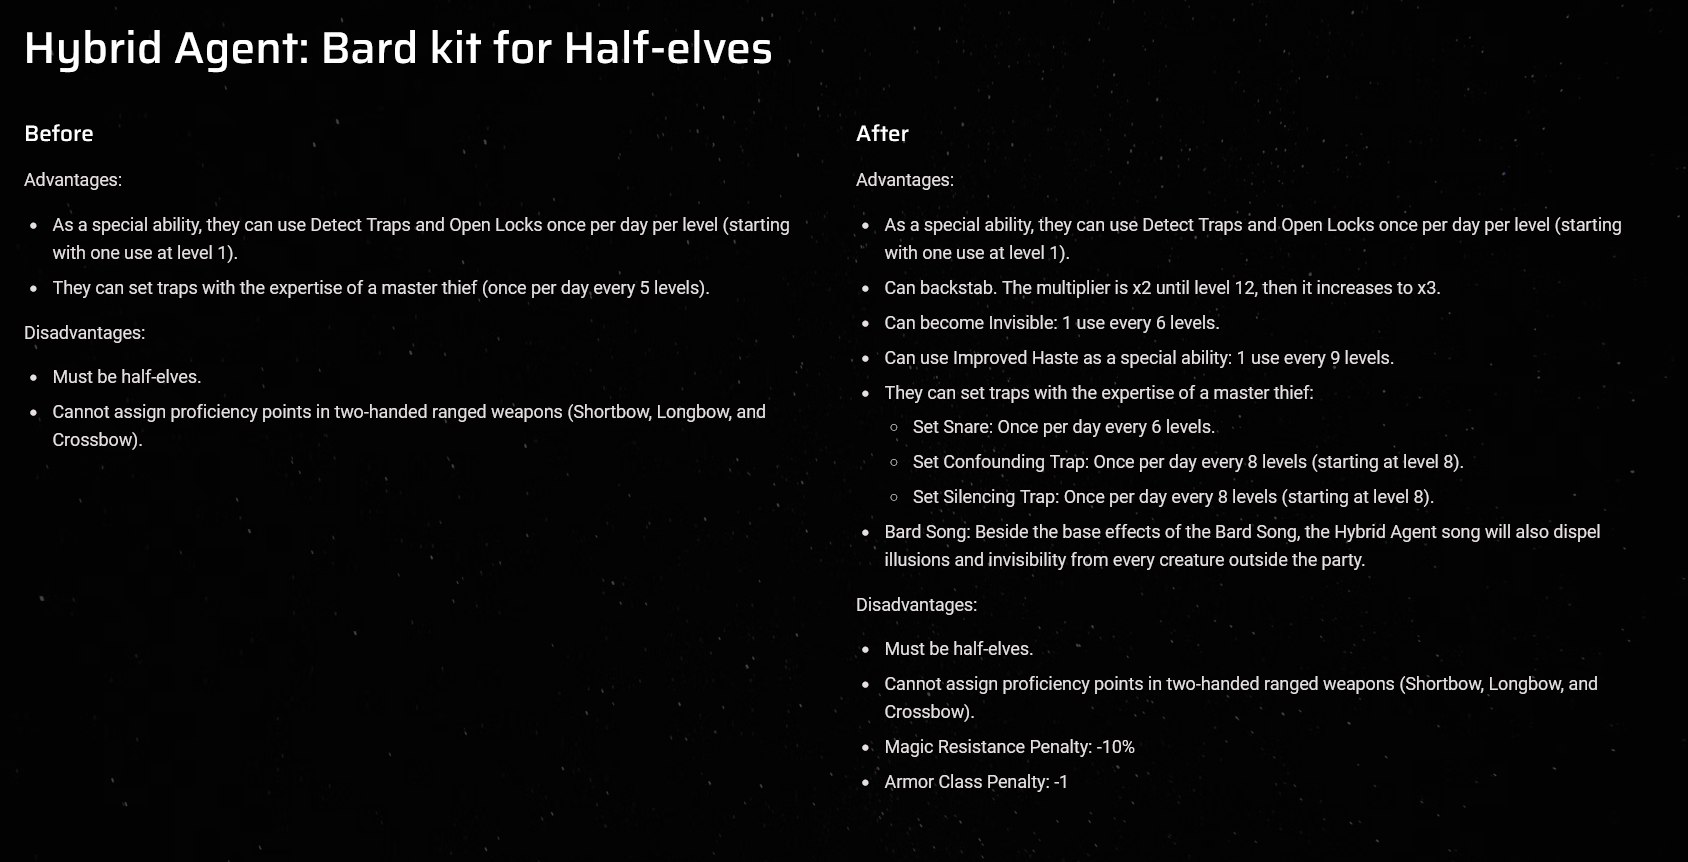 Hybrid Agent: Bard kit for Half-elves
Before
Advantages:
As a special ability, they can use Detect Traps and Open Locks once per day per level (starting
with one use at level 1).
They can set traps with the expertise of a master thief (once per day every 5 levels).
Disadvantages:
Must be half-elves.
Cannot assign proficiency points in two-handed ranged weapons (Shortbow, Longbow, and
Crossbow).
After
Advantages:
As a special ability, they can use Detect Traps and Open Locks once per day per level (starting
with one use at level 1).
Can backstab. The multiplier is x2 until level 12, then it increases to x3.
Can become Invisible: 1 use every 6 levels.
Can use Improved Haste as a special ability: 1 use every 9 levels.
They can set traps with the expertise of a master thief:
Set Snare: Once per day every 6 levels.
Set Confounding Trap: Once per day every 8 levels (starting at level 8).
Set Silencing Trap: Once per day every 8 levels (starting at level 8).
Bard Song: Beside the base effects of the Bard Song, the Hybrid Agent song will also dispel
illusions and invisibility from every creature outside the party.
Disadvantages:
Must be half-elves.
Cannot assign proficiency points in two-handed ranged weapons (Shortbow, Longbow, and
Crossbow).
Magic Resistance Penalty: -10%
Armor Class Penalty: -1